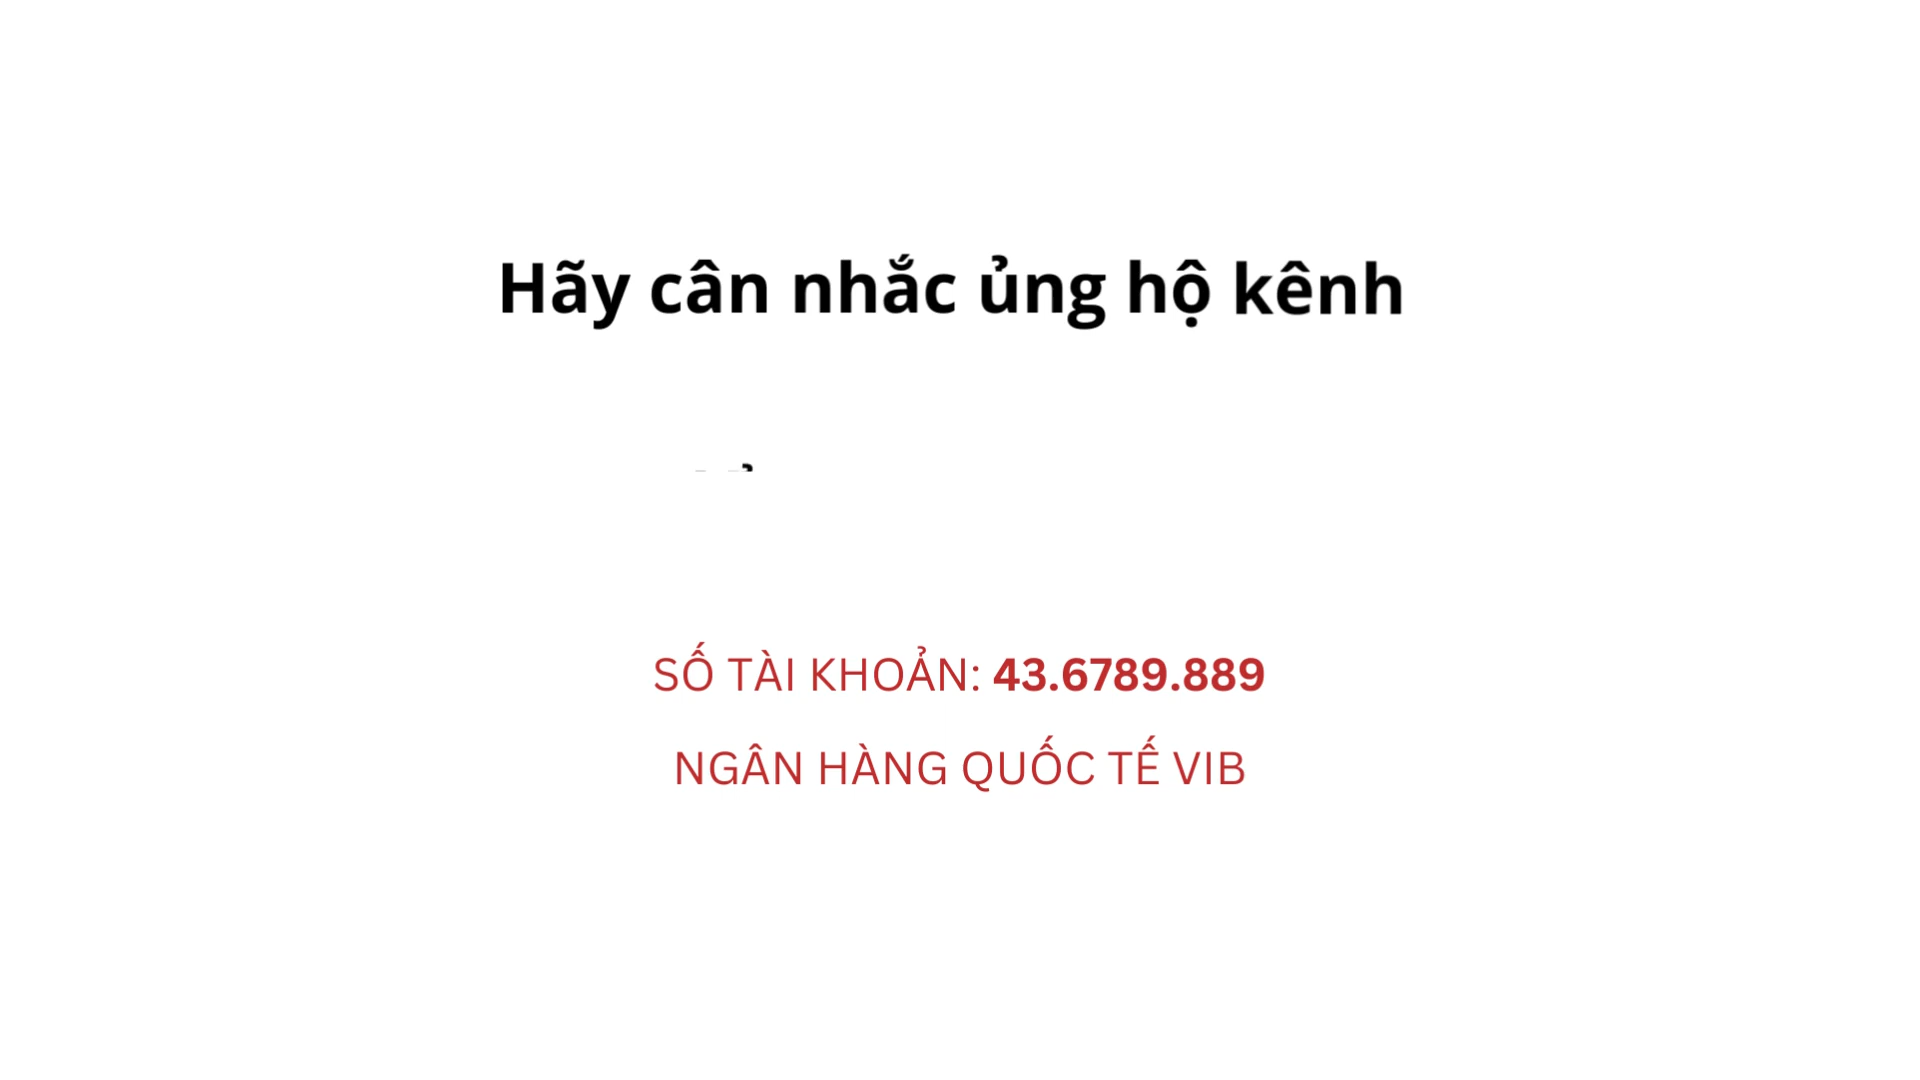 Hãy cân nhắc ủng hộ kênh
SỐ TÀI KHOẢN: 43.6789.889
NGÂN HÀNG QUỐC TẾ VIB